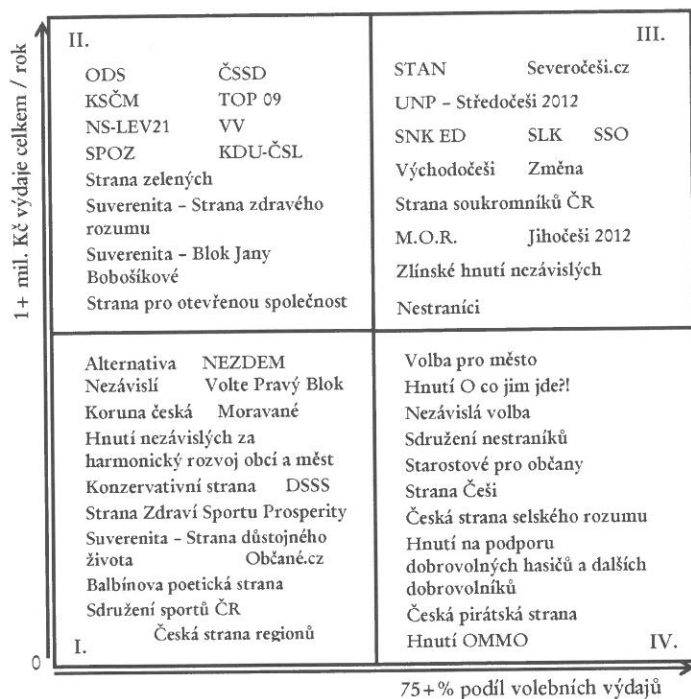 1+ mil. Kč výdaje celkem / rok
II.
ODS ČSSD
KSČM TOP 09
NS-LEV21 VV
SPOZ KDU-ČSL
Strana zelených
Suverenita – Strana zdravého
rozumu
Suverenita – Blok Jany
Bobošíkové
Strana pro otevřenou společnost
III.
STAN Severočeši.cz
UNP – Středočeši 2012
SNK ED SLK SSO
Východočeši Změna
Strana soukromníků ČR
M.O.R. Jihočeši 2012
Zlínské hnutí nezávislých
Nestraníci
Alternativa NEZDEM
Nezávislí Volte Pravý Blok
Koruna česká Moravané
Hnutí nezávislých za
harmonický rozvoj obcí a měst
Konzervativní strana DSSS
Strana Zdraví Sportu Prosperity
Suverenita – Strana důstojného
života Občané.cz
Balbínova poetická strana
Sdružení sportů ČR
Česká strana regionů
I.
Volba pro město
Hnutí O co jim jde?!
Nezávislá volba
Sdružení nestraníků
Starostové pro občany
Strana Češi
Česká strana selského rozumu
Hnutí na podporu
dobrovolných hasičů a dalších
dobrovolníků
Česká pirátská strana
Hnutí OMMO IV.
0
75+% podíl volebních výdajů